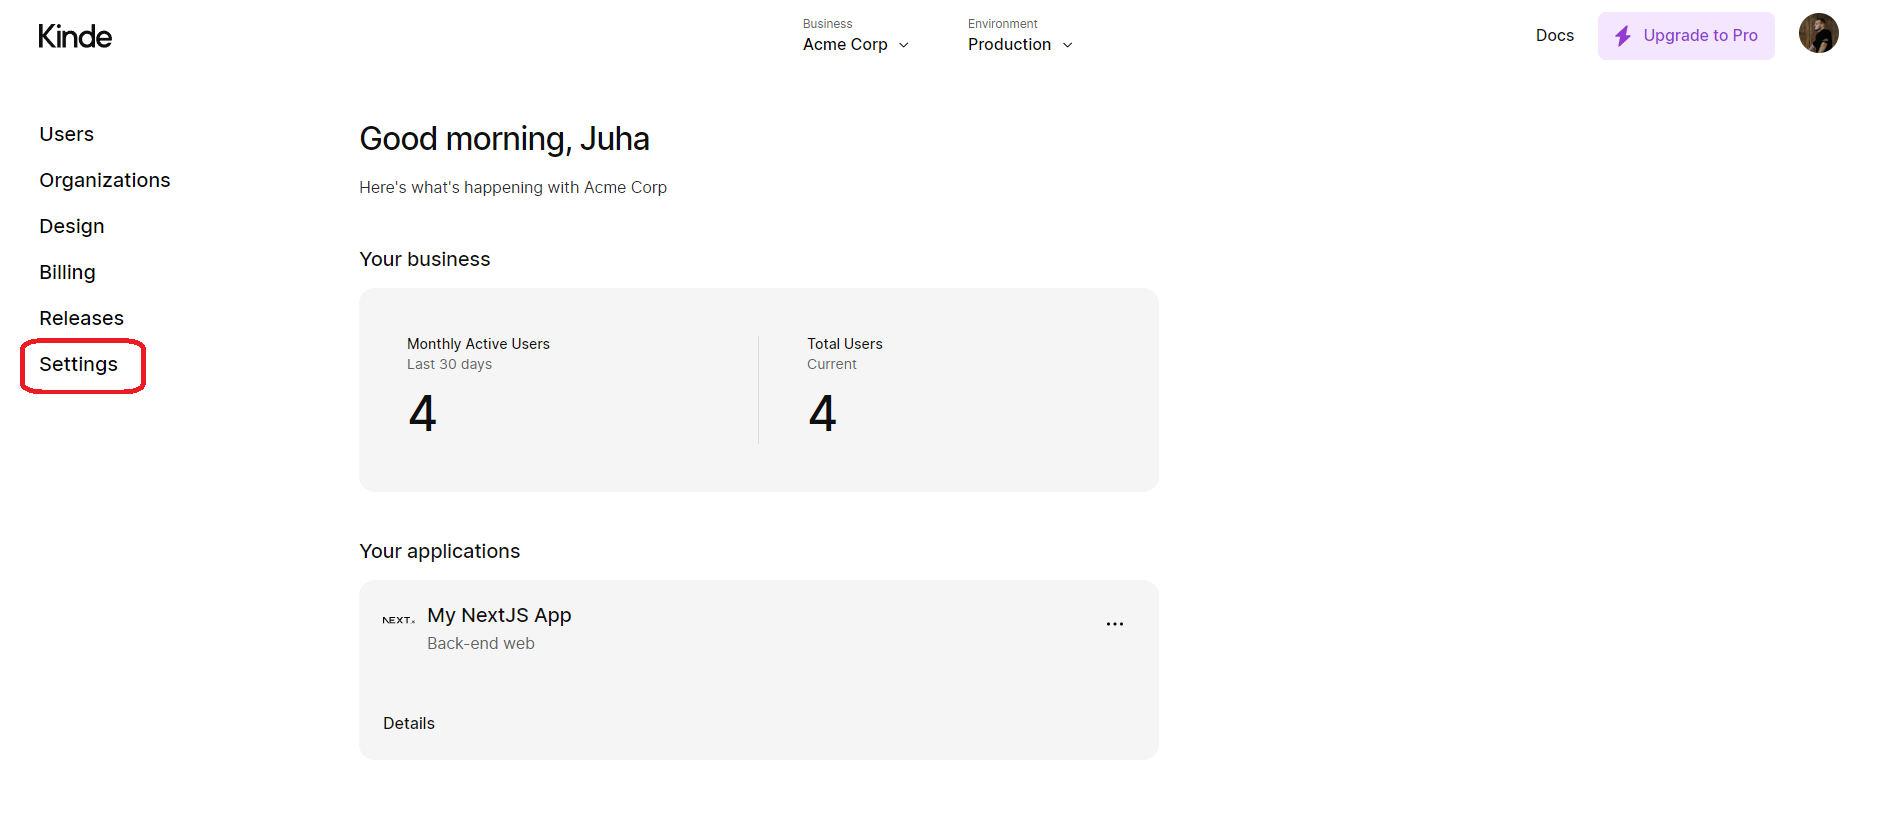 Kinde
Business
Acme Corp
Environment
Production
Docs
Upgrade to Pro
Users
Organizations
Design
Billing
Releases
Settings
Good morning, Juha
Here's what's happening with Acme Corp
Your business
Monthly Active Users
Last 30 days
4
Total Users
Current
4
Your applications
NEXT.js
My NextJS App
Back-end web
Details